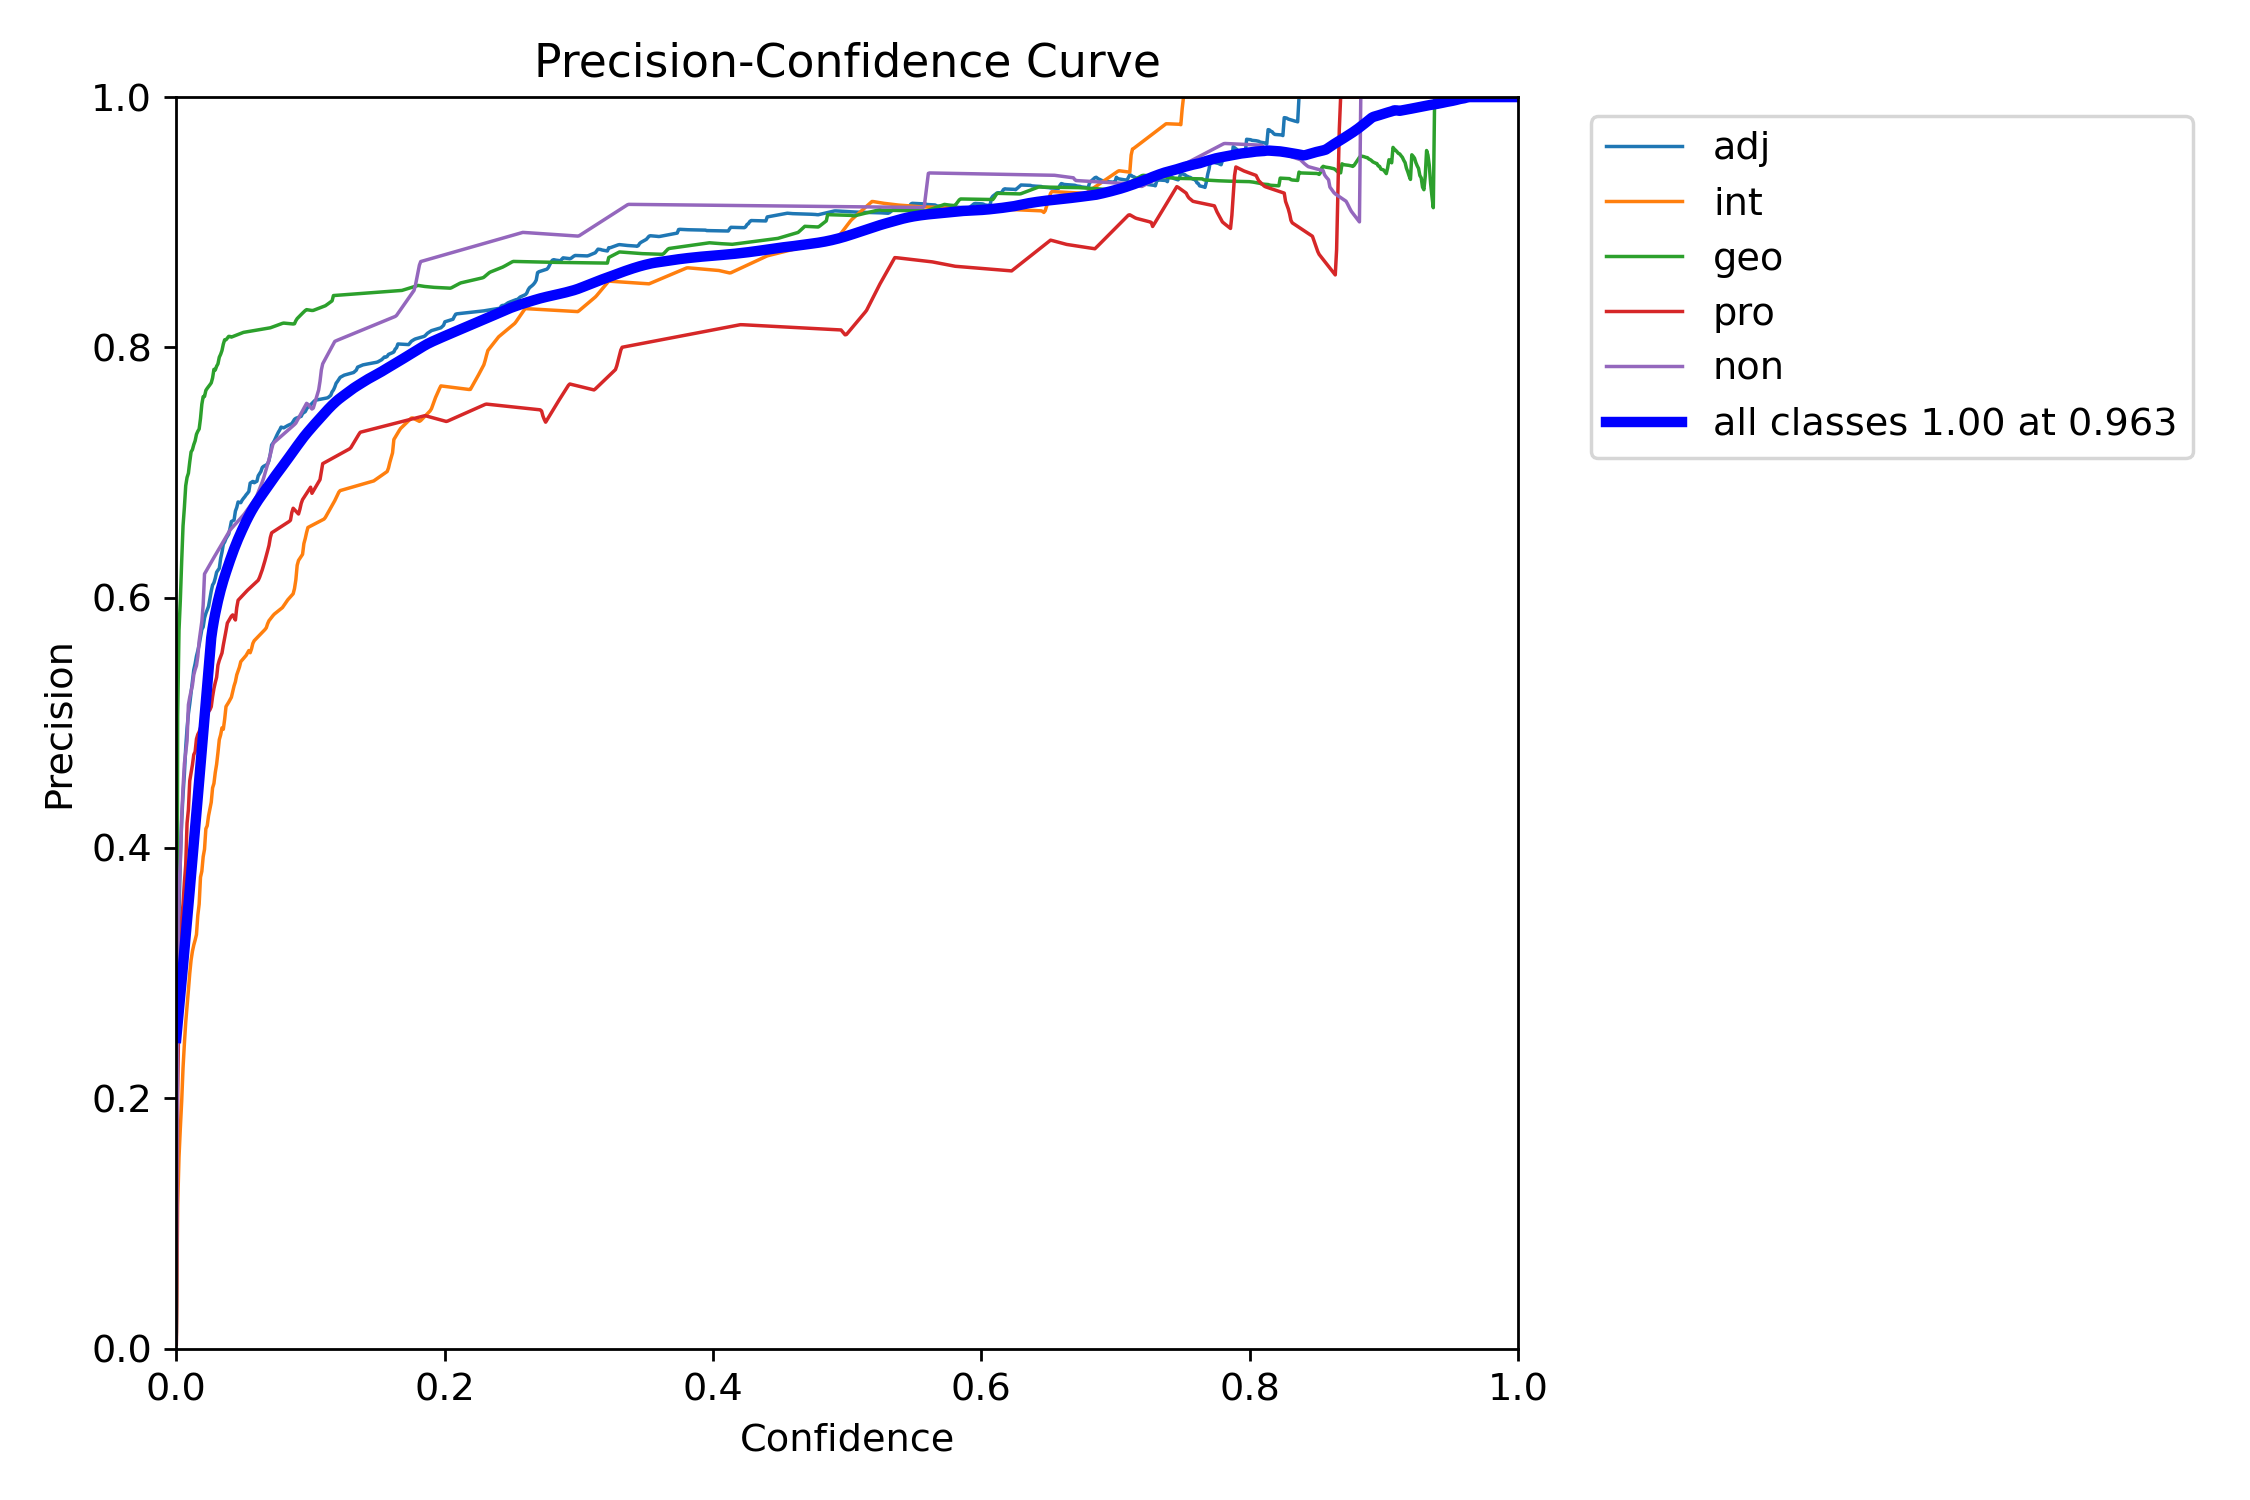 Precision-Confidence Curve
1.0
0.8
0.6
0.4
0.2
0.0
Precision
0.0 0.2 0.4 0.6 0.8 1.0
Confidence
adj
int
geo
pro
non
all classes 1.00 at 0.963